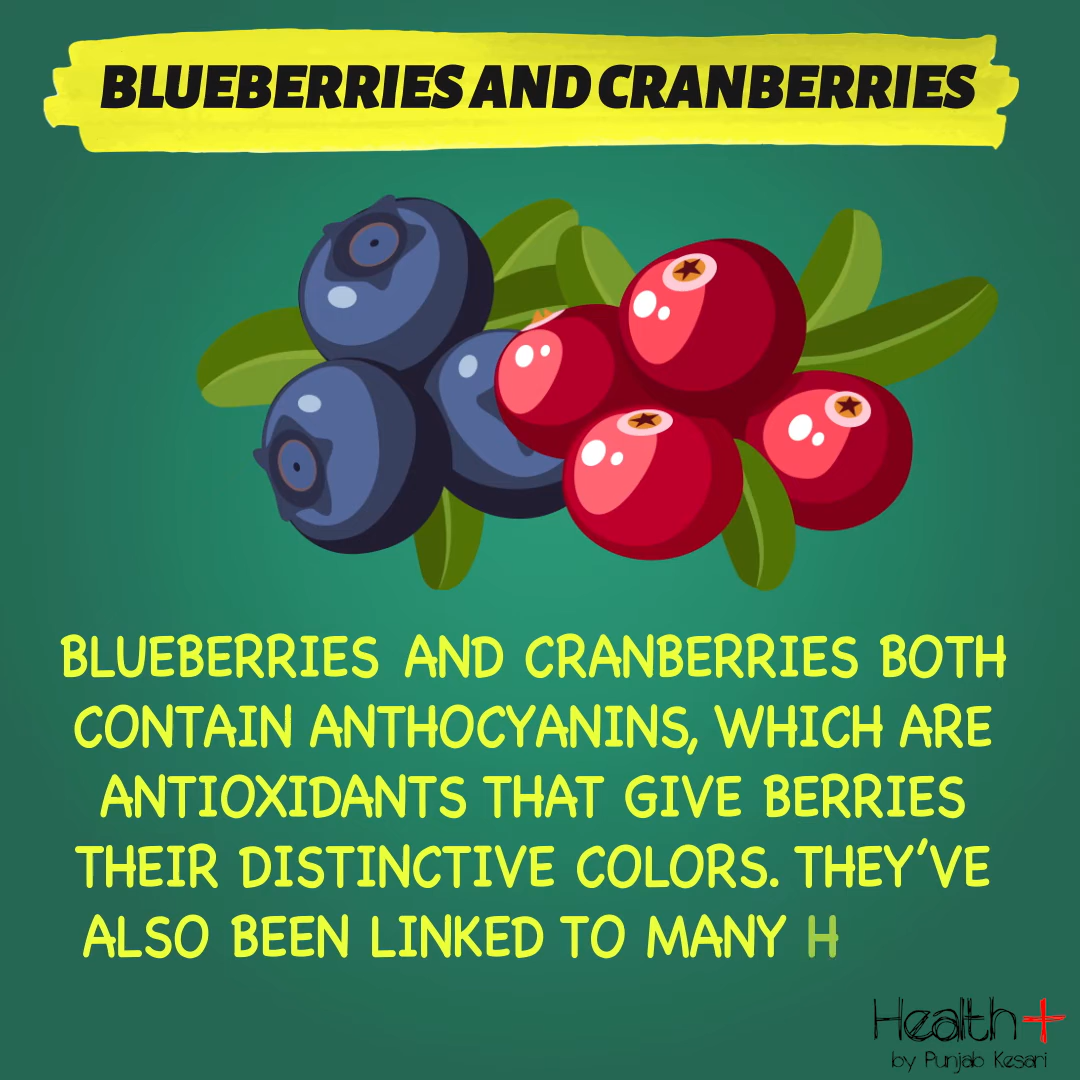 BLUEBERRIES AND CRANBERRIES
BLUEBERRIES AND CRANBERRIES BOTH
CONTAIN ANTHOCYANINS, WHICH ARE
ANTIOXIDANTS THAT GIVE BERRIES
THEIR DISTINCTIVE COLORS. THEY'VE
ALSO BEEN LINKED TO MANY H
Health+
by Punjab Kesari